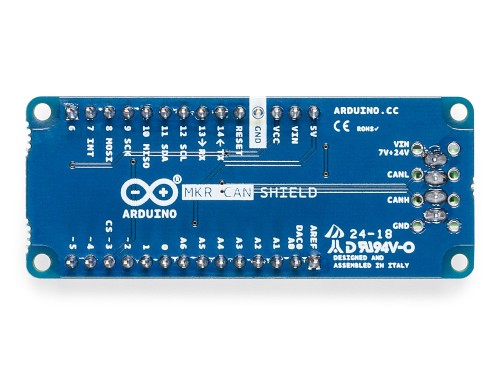 ARDUINO.CC
CE ROHS✓
6
7 INT
8 MOSI
9 SCK
10 MISO
11 SDA
12 SCL
13→RX
14←TX
RESET
GND
VCC
VIN
5V
VIN
7V÷24V
CANL
CANH
GND
ARDUINO
MKR CAN SHIELD
~5
~4
CS ~3
~2
1
0
A6
A5
A4
A3
A2
A1
A0
DAC0
AREF
24-18
94V-0
DESIGNED AND
ASSEMBLED IN ITALY